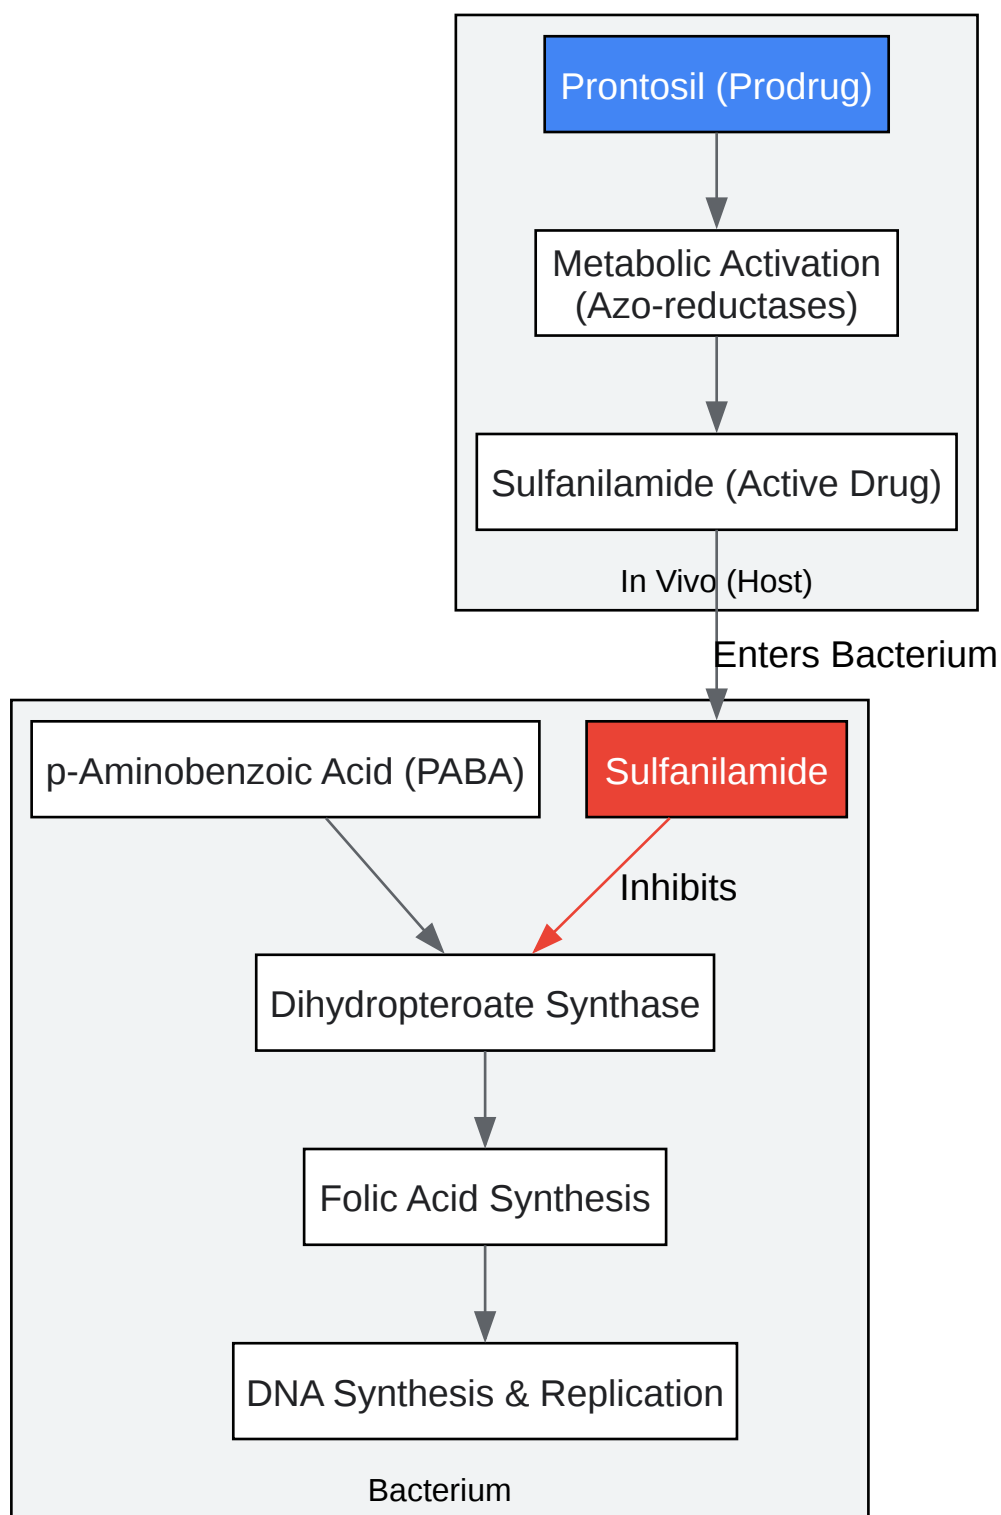 Prontosil (Prodrug)
Metabolic Activation
(Azo-reductases)
Sulfanilamide (Active Drug)
In Vivo (Host)
Enters Bacterium
p-Aminobenzoic Acid (PABA)
Sulfanilamide
Inhibits
Dihydropteroate Synthase
Folic Acid Synthesis
DNA Synthesis & Replication
Bacterium